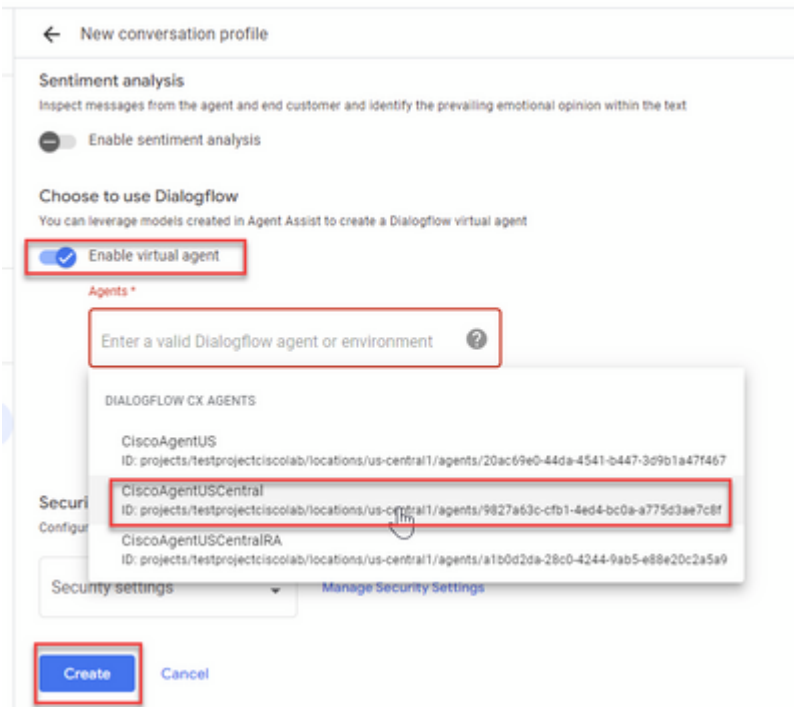 New conversation profile
Sentiment analysis
Inspect messages from the agent and end customer and identify the prevailing emotional opinion within the text
Enable sentiment analysis
Choose to use Dialogflow
You can leverage models created in Agent Assist to create a Dialogflow virtual agent
Enable virtual agent
Agents *
Enter a valid Dialogflow agent or environment
DIALOGFLOW CX AGENTS
CiscoAgentUS
ID: projects/testprojectciscolab/locations/us-central1/agents/20ac69e0-44da-4541-b447-3d9b1a47f467
CiscoAgentUSCentral
ID: projects/testprojectciscolab/locations/us-central1/agents/9827a63c-cfb1-4ed4-bc0a-a775d3ae7c8f
CiscoAgentUSCentralRA
ID: projects/testprojectciscolab/locations/us-central1/agents/a1b0d2da-28c0-4244-9ab5-e88e20c2a5a9
Securi
Configur
Security settings
Manage Security Settings
Create
Cancel